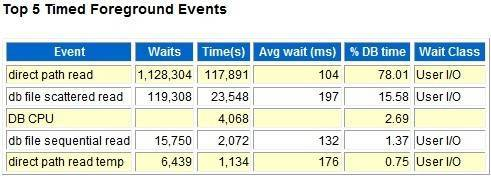 Top 5 Timed Foreground Events
Event Waits Time(s) Avg wait (ms) % DB time Wait Class
direct path read 1,128,304 117,891 104 78.01 User I/O
db file scattered read 119,308 23,548 197 15.58 User I/O
DB CPU 4,068 2.69
db file sequential read 15,750 2,072 132 1.37 User I/O
direct path read temp 6,439 1,134 176 0.75 User I/O